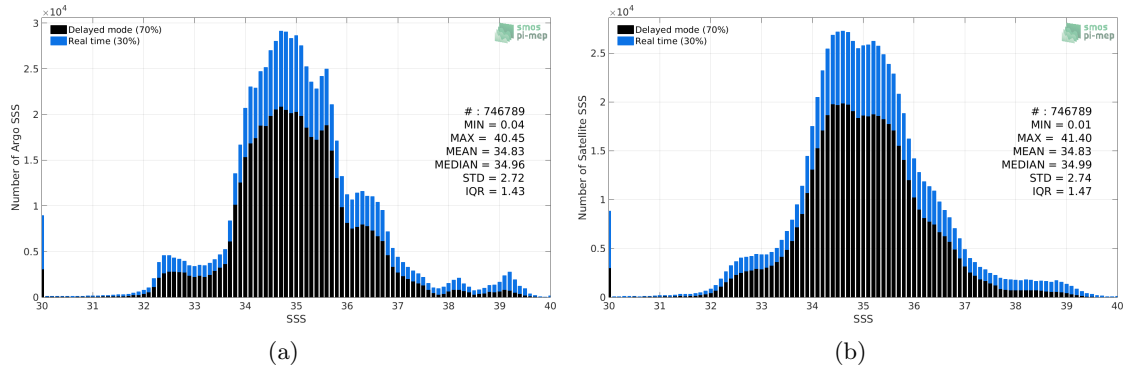 ×10⁴
Delayed mode (70%)
Real time (30%)
smos
pi-mep
# : 746789
MIN = 0.04
MAX = 40.45
MEAN = 34.83
MEDIAN = 34.96
STD = 2.72
IQR = 1.43
Number of Argo SSS
3
2.5
2
1.5
1
0.5
0
30 31 32 33 34 35 36 37 38 39 40
SSS
(a)
×10⁴
Delayed mode (70%)
Real time (30%)
smos
pi-mep
# : 746789
MIN = 0.01
MAX = 41.40
MEAN = 34.83
MEDIAN = 34.99
STD = 2.74
IQR = 1.47
Number of Satellite SSS
2.5
2
1.5
1
0.5
0
30 31 32 33 34 35 36 37 38 39 40
SSS
(b)